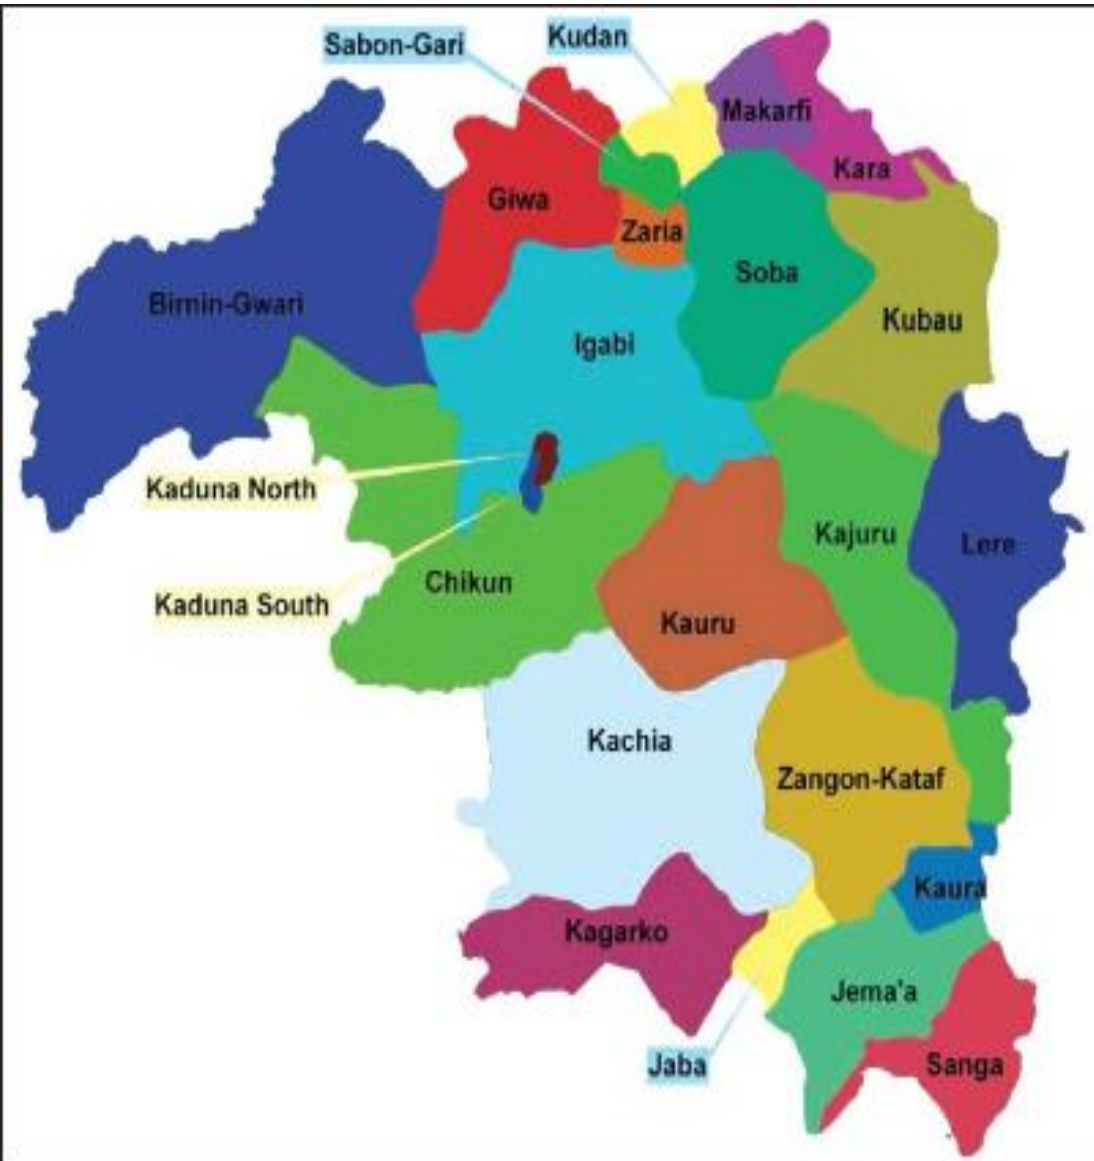 Kudan
Sabon-Gari
Makarfi
Kara
Giwa
Zaria
Soba
Birnin-Gwari
Kubau
Igabi
Kaduna North
Kajuru
Lere
Chikun
Kaduna South
Kauru
Kachia
Zangon-Kataf
Kaura
Kagarko
Jema'a
Jaba
Sanga